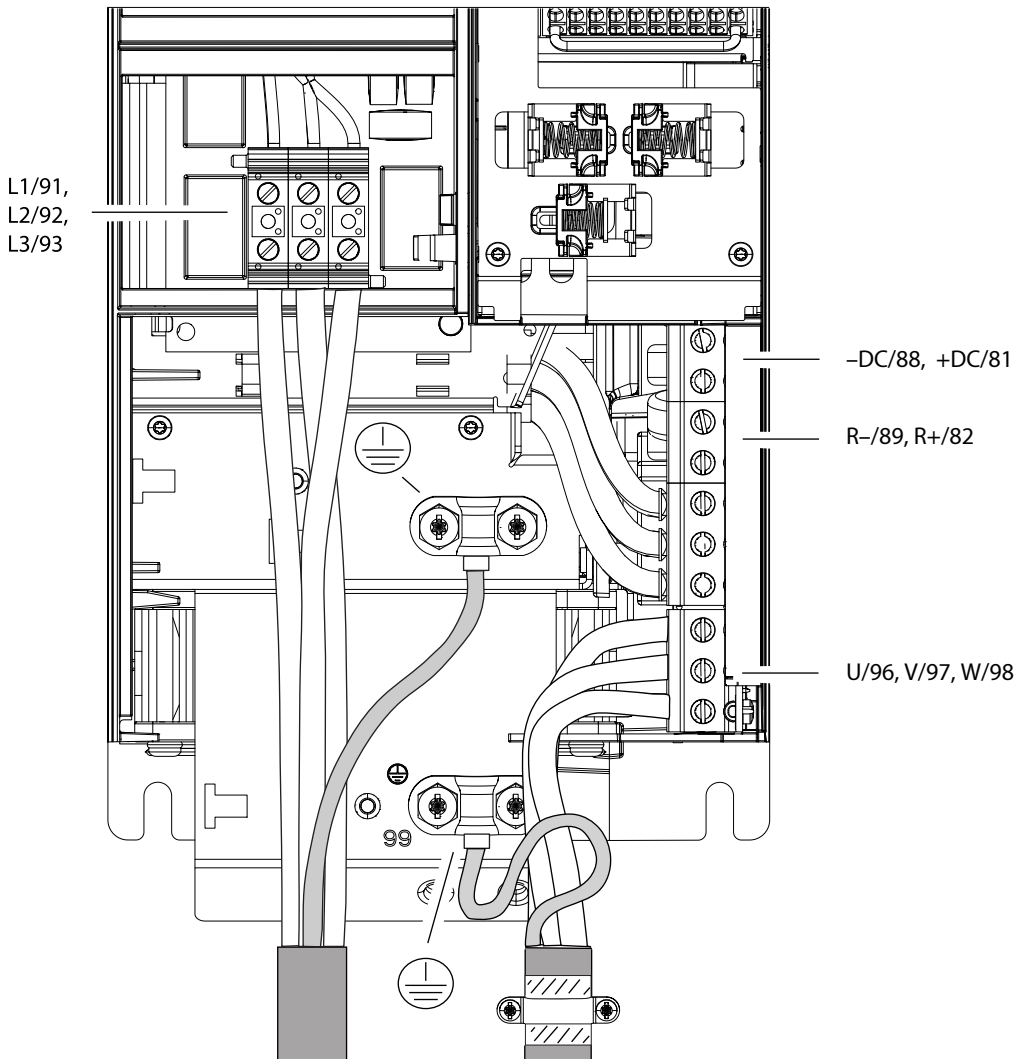 L1/91,
L2/92,
L3/93
–DC/88, +DC/81
R–/89, R+/82
U/96, V/97, W/98
99